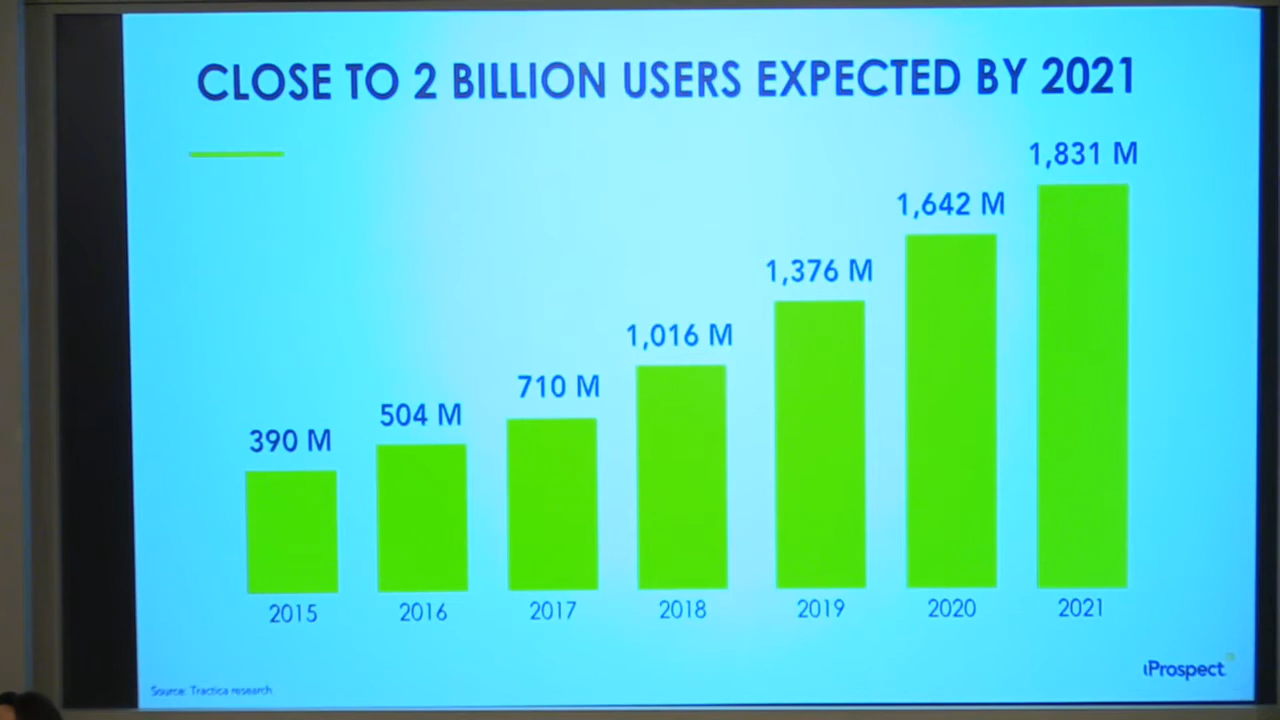 CLOSE TO 2 BILLION USERS EXPECTED BY 2021
1,831 M
1,642 M
1,376 M
1,016 M
710 M
504 M
390 M
2015 2016 2017 2018 2019 2020 2021
iProspect
Source: Tractica research